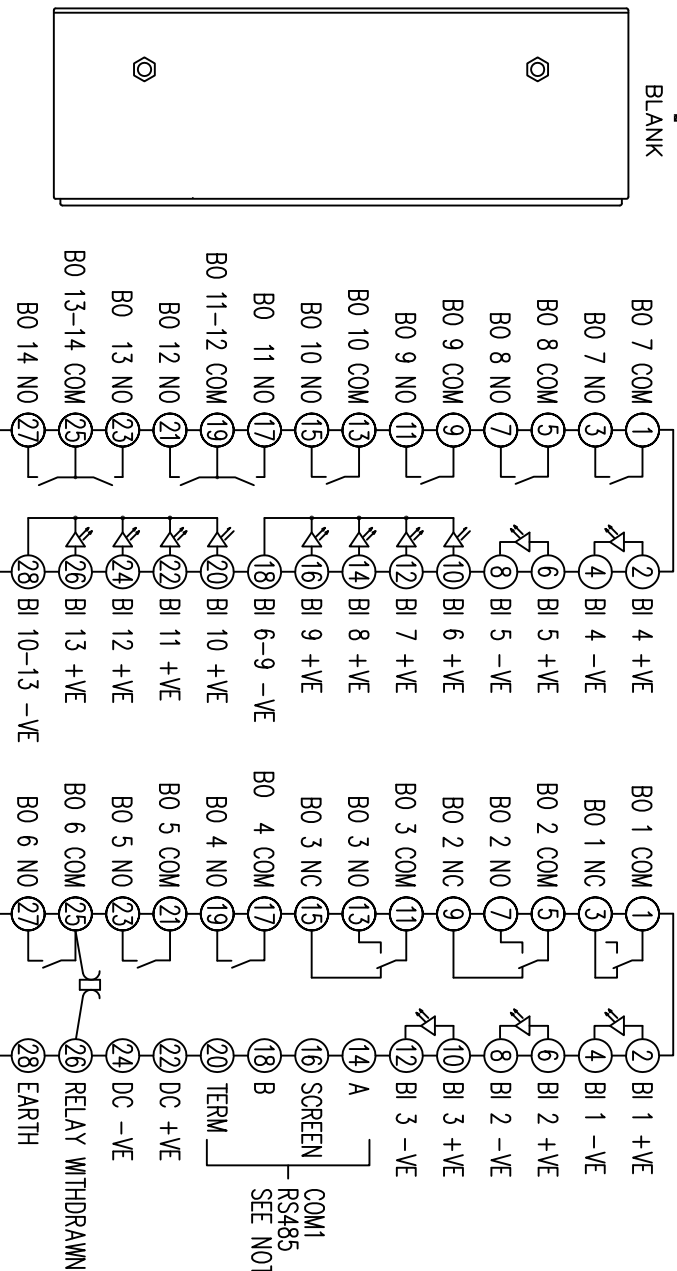 BLANK
BO 7 COM 1 2 BI 4 +VE
BO 7 NO 3 4 BI 4 -VE
BO 8 COM 5 6 BI 5 +VE
BO 8 NO 7 8 BI 5 -VE
BO 9 COM 9 10 BI 6 +VE
BO 9 NO 11 12 BI 7 +VE
BO 10 COM 13 14 BI 8 +VE
BO 10 NO 15 16 BI 9 +VE
BO 11 NO 17 18 BI 6-9 -VE
BO 11-12 COM 19 20 BI 10 +VE
BO 12 NO 21 22 BI 11 +VE
BO 13 NO 23 24 BI 12 +VE
BO 13-14 COM 25 26 BI 13 +VE
BO 14 NO 27 28 BI 10-13 -VE
BO 1 COM 1 2 BI 1 +VE
BO 1 NC 3 4 BI 1 -VE
BO 2 COM 5 6 BI 2 +VE
BO 2 NO 7 8 BI 2 -VE
BO 2 NC 9 10 BI 3 +VE
BO 3 COM 11 12 BI 3 -VE
BO 3 NO 13 14 A
BO 3 NC 15 16 SCREEN
BO 4 COM 17 18 B
BO 4 NO 19 20 TERM
COM1
RS485
SEE NOT
BO 5 COM 21 22 DC +VE
BO 5 NO 23 24 DC -VE
BO 6 COM 25 26 RELAY WITHDRAWN
BO 6 NO 27 28 EARTH